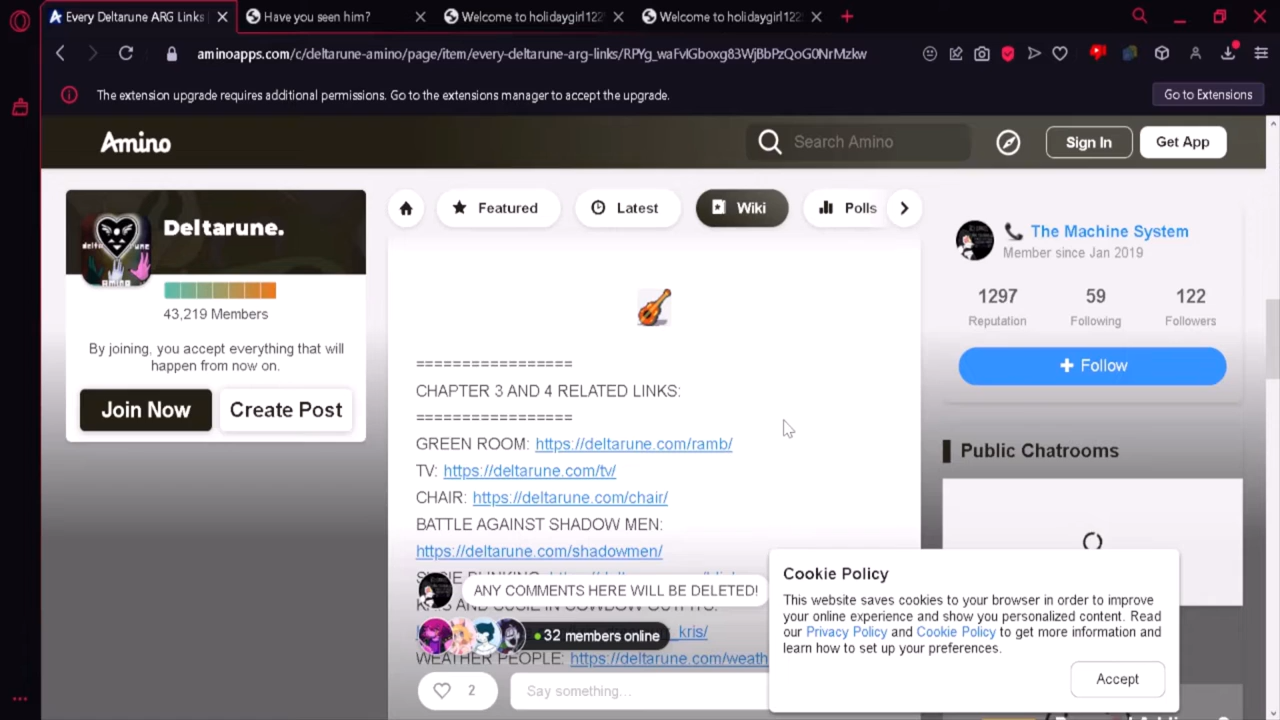 Every Deltarune ARG Links
Have you seen him?
Welcome to holidaygirl122
Welcome to holidaygirl122
aminoapps.com/c/deltarune-amino/page/item/every-deltarune-arg-links/RPYg_waFvIGboxg83WjBbPzQoG0NrMzkw
The extension upgrade requires additional permissions. Go to the extensions manager to accept the upgrade.
Go to Extensions
Amino
Search Amino
Sign In
Get App
Deltarune.
43,219 Members
By joining, you accept everything that will
happen from now on.
Join Now
Create Post
Featured
Latest
Wiki
Polls
=================
CHAPTER 3 AND 4 RELATED LINKS:
=================
GREEN ROOM: https://deltarune.com/ramb/
TV: https://deltarune.com/tv/
CHAIR: https://deltarune.com/chair/
BATTLE AGAINST SHADOW MEN:
https://deltarune.com/shadowmen/
ANY COMMENTS HERE WILL BE DELETED!
KRIS AND SUSIE IN COWBOY OUTFITS:
_kris/
32 members online
WEATHER PEOPLE: https://deltarune.com/weath
2
Say something...
The Machine System
Member since Jan 2019
1297
59
122
Reputation
Following
Followers
+ Follow
Public Chatrooms
Cookie Policy
This website saves cookies to your browser in order to improve
your online experience and show you personalized content. Read
our Privacy Policy and Cookie Policy to get more information and
learn how to set up your preferences.
Accept